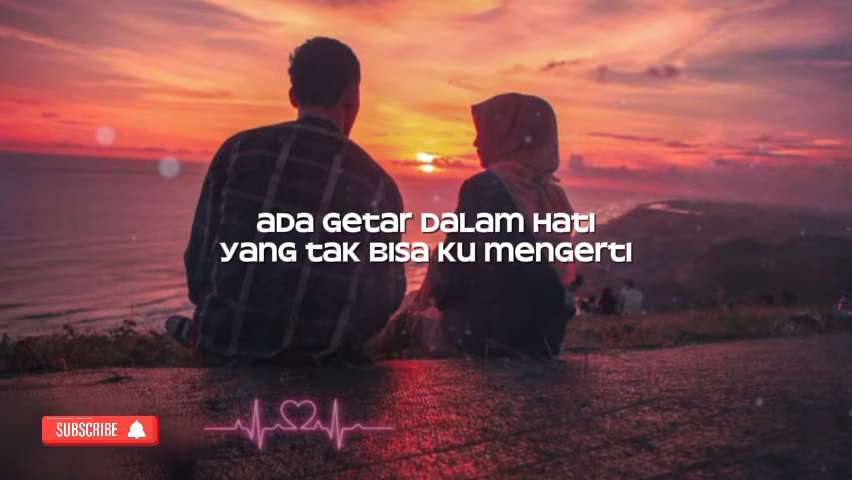 aDa Getar DaLam Hati
yang tak BISa Ku mengerti
SUBSCRIBE